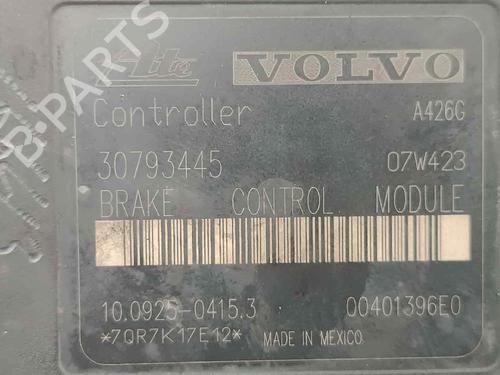 Ate VOLVO
Controller A426G
30793445 07W423
BRAKE CONTROL MODULE
10.0925-0415.3 00401396E0
*7QR7K17E12* MADE IN MEXICO
B-PARTS